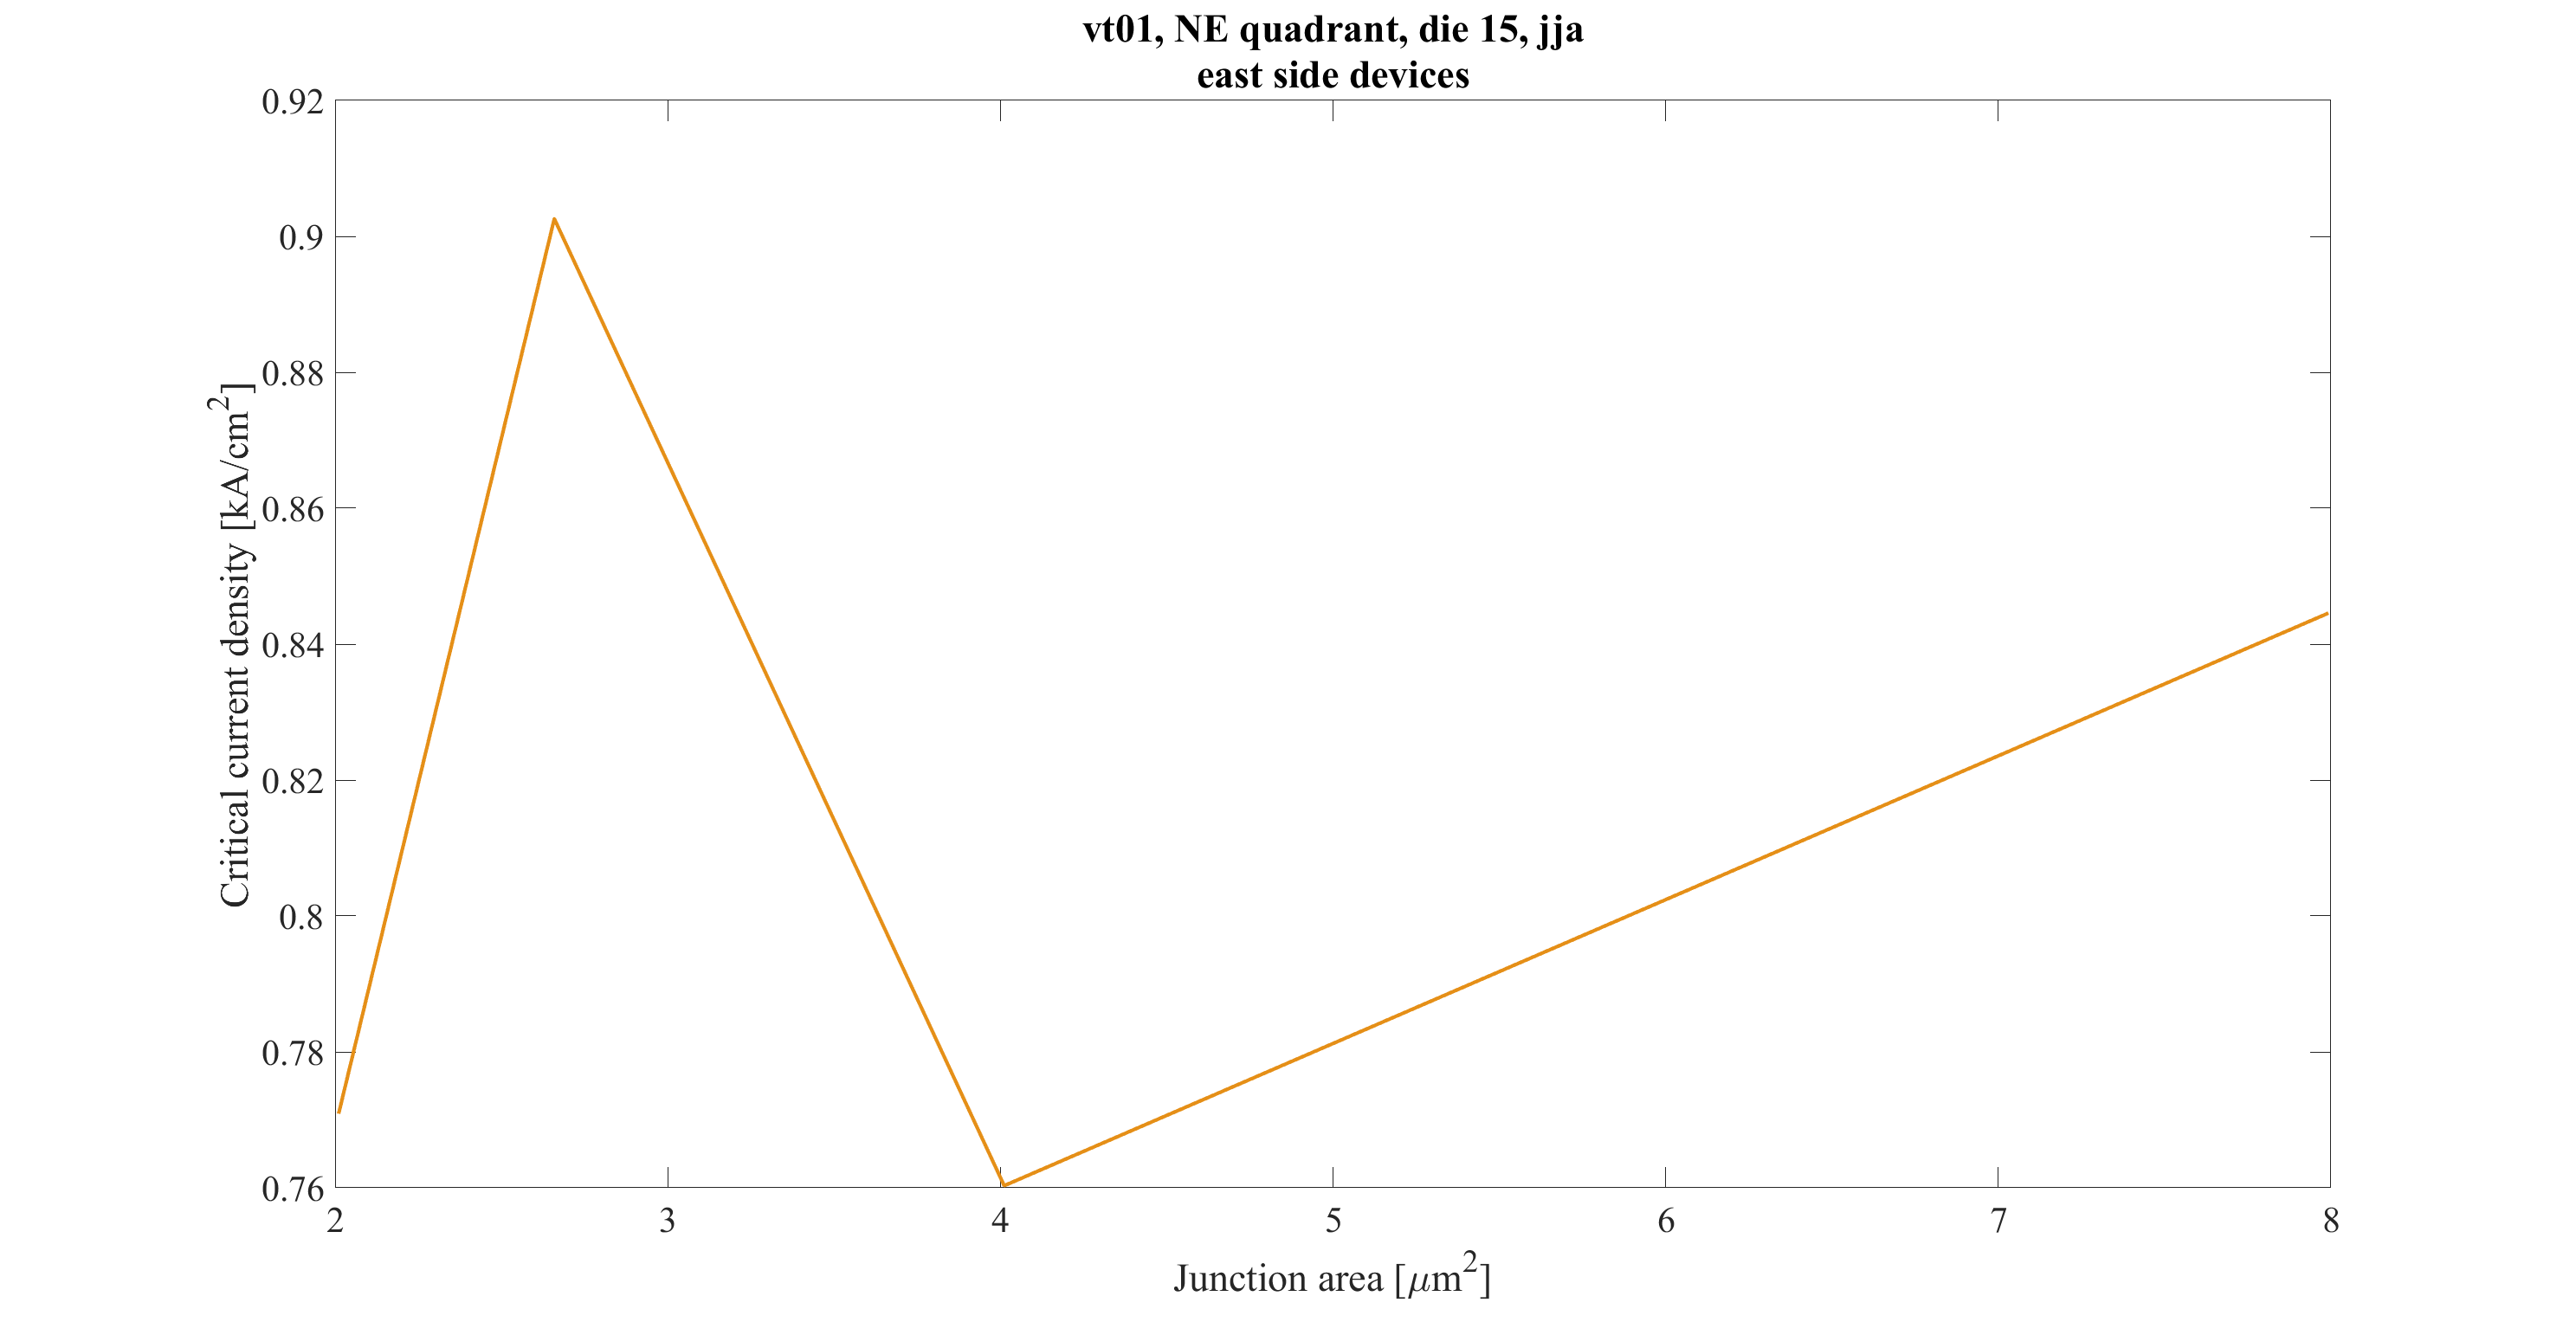 vt01, NE quadrant, die 15, jja
east side devices
0.92
0.9
0.88
0.86
0.84
0.82
0.8
0.78
0.76
Critical current density [kA/cm²]
2 3 4 5 6 7 8
Junction area [μm²]